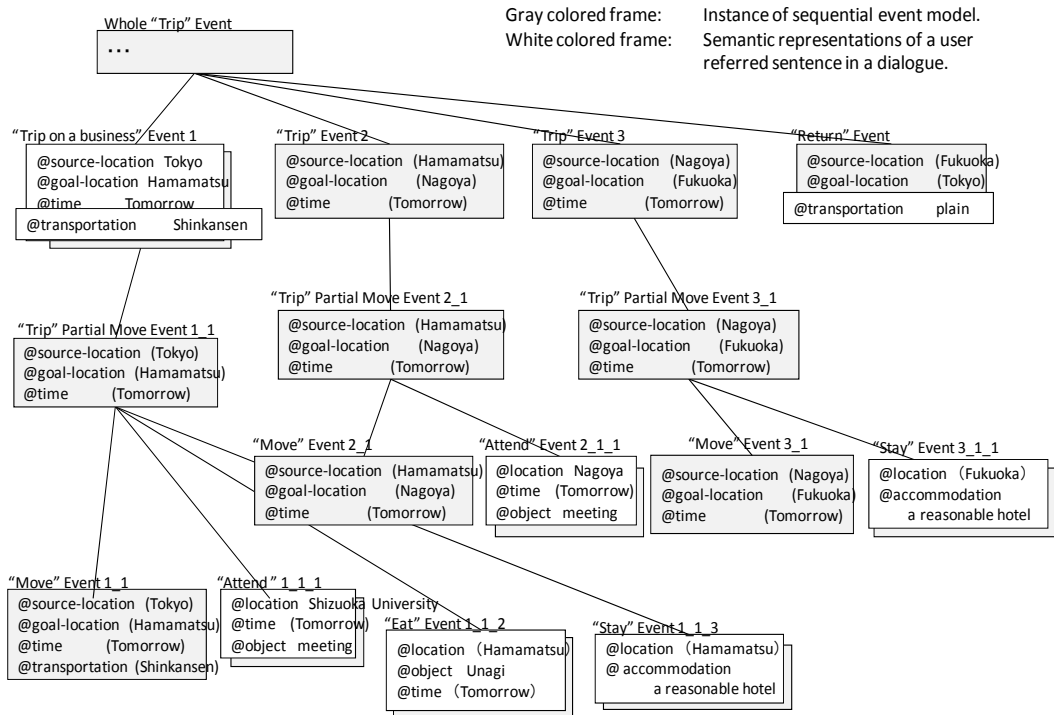 Whole “Trip” Event
...
Gray colored frame: Instance of sequential event model.
White colored frame: Semantic representations of a user
referred sentence in a dialogue.
“Trip on a business” Event 1
@source-location Tokyo
@goal-location Hamamatsu
@time Tomorrow
@transportation Shinkansen
“Trip” Event 2
@source-location (Hamamatsu)
@goal-location (Nagoya)
@time (Tomorrow)
“Trip” Event 3
@source-location (Nagoya)
@goal-location (Fukuoka)
@time (Tomorrow)
“Return” Event
@source-location (Fukuoka)
@goal-location (Tokyo)
@transportation plain
“Trip” Partial Move Event 1_1
@source-location (Tokyo)
@goal-location (Hamamatsu)
@time (Tomorrow)
“Trip” Partial Move Event 2_1
@source-location (Hamamatsu)
@goal-location (Nagoya)
@time (Tomorrow)
“Trip” Partial Move Event 3_1
@source-location (Nagoya)
@goal-location (Fukuoka)
@time (Tomorrow)
“Move” Event 2_1
@source-location (Hamamatsu)
@goal-location (Nagoya)
@time (Tomorrow)
“Attend” Event 2_1_1
@location Nagoya
@time (Tomorrow)
@object meeting
“Move” Event 3_1
@source-location (Nagoya)
@goal-location (Fukuoka)
@time (Tomorrow)
“Stay” Event 3_1_1
@location （Fukuoka）
@accommodation
a reasonable hotel
“Move” Event 1_1
@source-location (Tokyo)
@goal-location (Hamamatsu)
@time (Tomorrow)
@transportation (Shinkansen)
“Attend” 1_1_1
@location Shizuoka University
@time (Tomorrow)
@object meeting
“Eat” Event 1_1_2
@location （Hamamatsu）
@object Unagi
@time （Tomorrow）
“Stay” Event 1_1_3
@location （Hamamatsu）
@ accommodation
a reasonable hotel